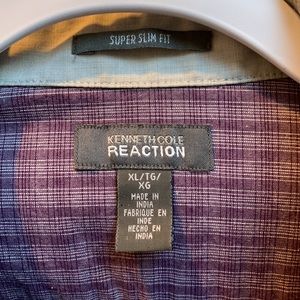 SUPER SLIM FIT
KENNETH COLE
REACTION
XL/TG/
XG
MADE IN
INDIA
FABRIQUE EN
INDE
HECHO EN
INDIA